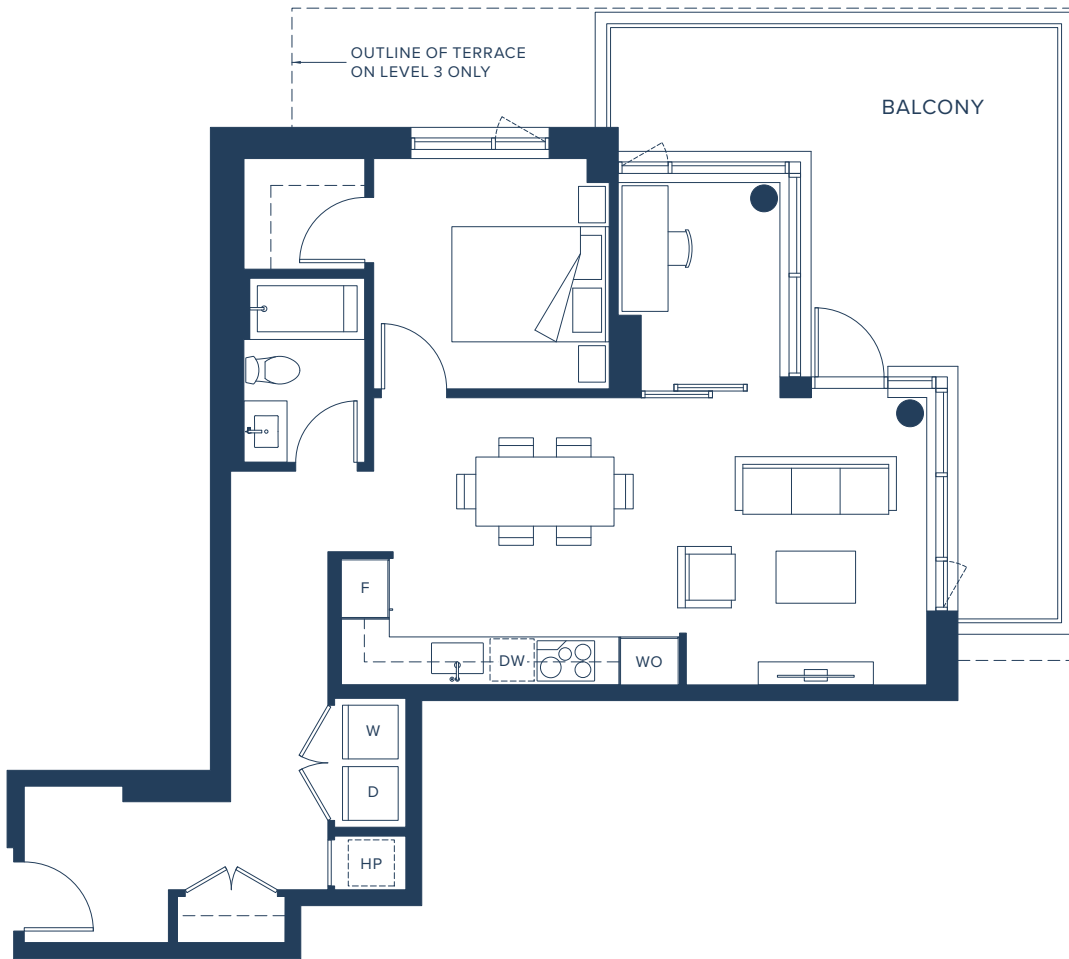 OUTLINE OF TERRACE
ON LEVEL 3 ONLY
BALCONY
F
DW
WO
W
D
HP